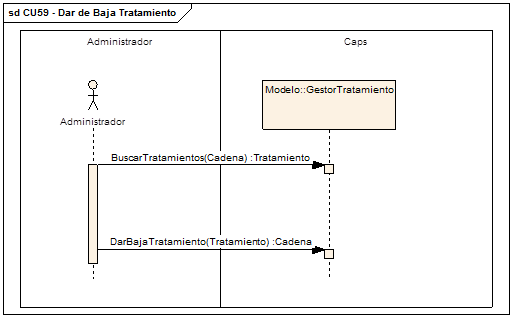 sd CU59 - Dar de Baja Tratamiento
Administrador
Caps
Modelo::GestorTratamiento
Administrador
BuscarTratamientos(Cadena) :Tratamiento
DarBajaTratamiento(Tratamiento) :Cadena